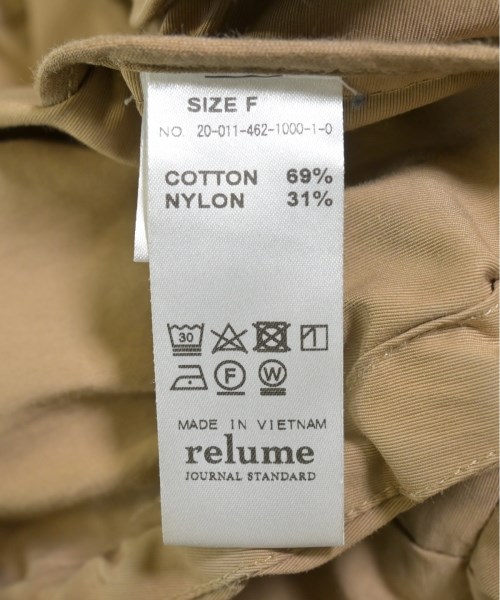 SIZE F
NO. 20-011-462-1000-1-0
COTTON 69%
NYLON 31%
30
F W
MADE IN VIETNAM
relume
JOURNAL STANDARD